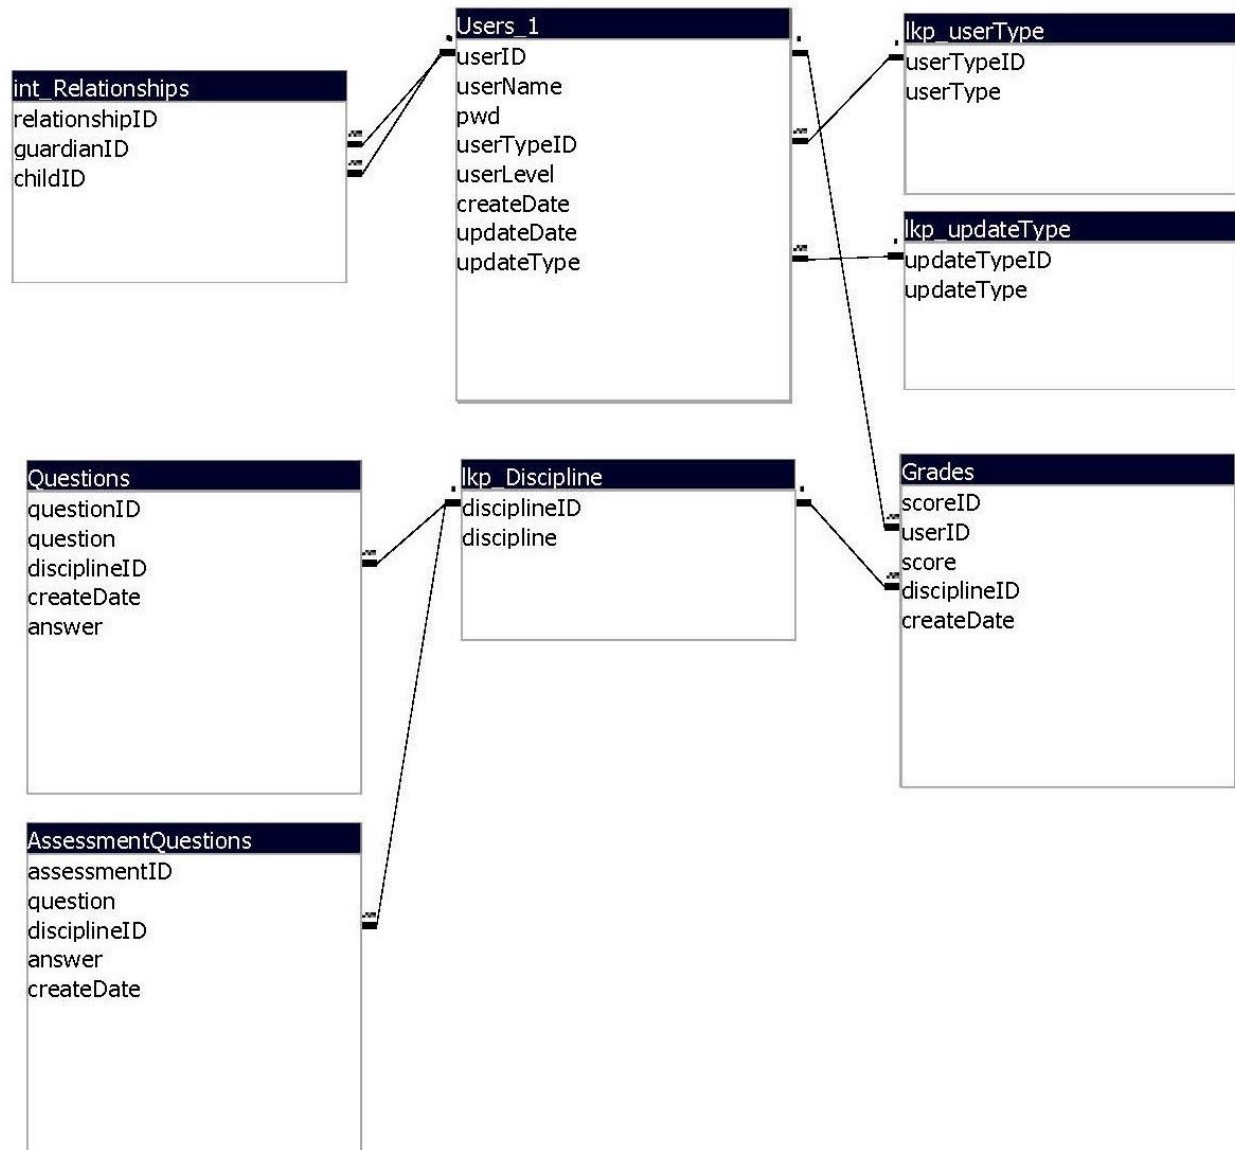 int_Relationships
relationshipID
guardianID
childID
Users_1
userID
userName
pwd
userTypeID
userLevel
createDate
updateDate
updateType
lkp_userType
userTypeID
userType
lkp_updateType
updateTypeID
updateType
Questions
questionID
question
disciplineID
createDate
answer
lkp_Discipline
disciplineID
discipline
Grades
scoreID
userID
score
disciplineID
createDate
AssessmentQuestions
assessmentID
question
disciplineID
answer
createDate